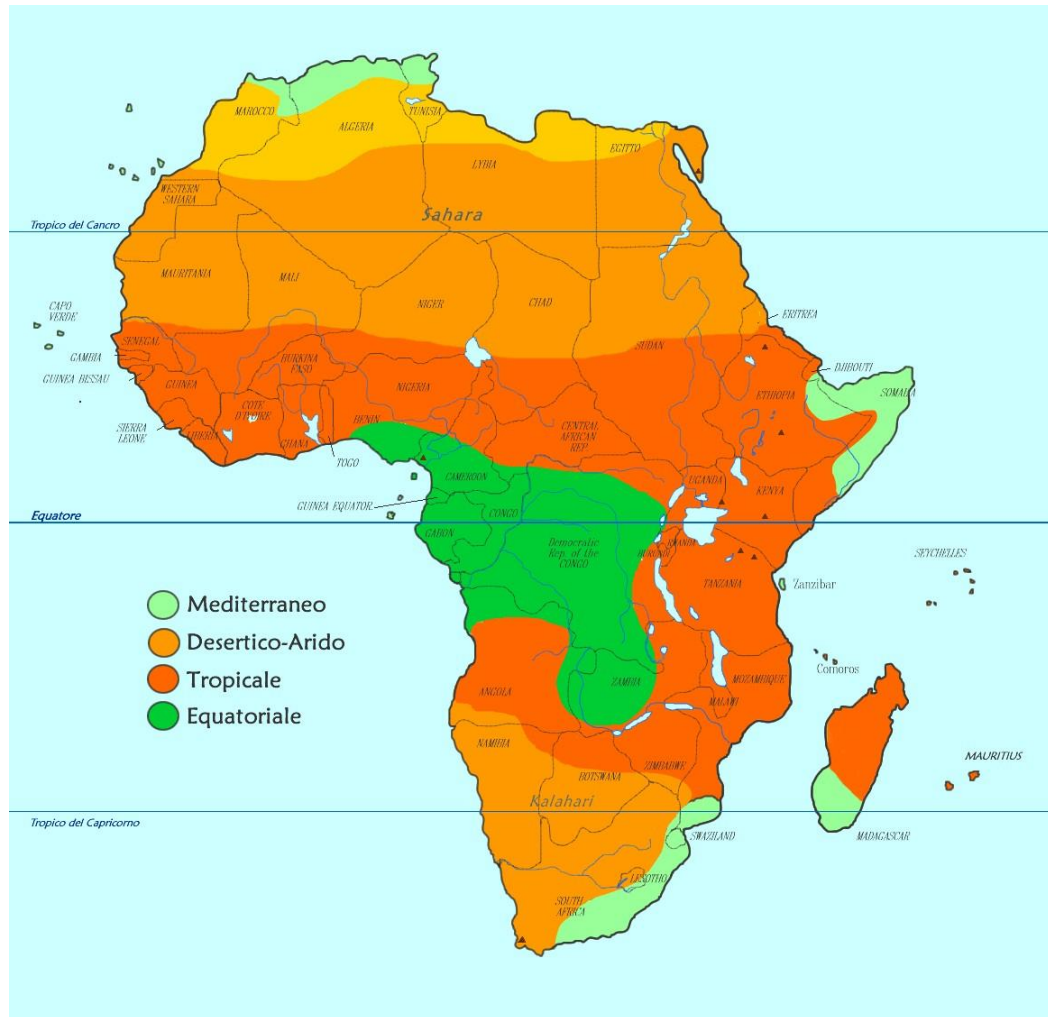 MAROCCO
TUNISIA
ALGERIA
LYBIA
EGITTO
WESTERN
SAHARA
Sahara
Tropico del Cancro
MAURITANIA
MALI
NIGER
CHAD
CAPO
VERDE
ERITREA
SENEGAL
GAMBIA
GUINEA BISSAU
GUINEA
BURKINA
FASO
SUDAN
DJIBOUTI
SOMALIA
NIGERIA
ETHIOPIA
COTE
D'IVOIRE
BENIN
SIERRA
LEONE
LIBERIA
GHANA
TOGO
CENTRAL
AFRICAN
REP.
CAMEROON
UGANDA
KENYA
GUINEA EQUATOR.
CONGO
Equatore
GABON
Democratic
Rep. of the
CONGO
RWANDA
BURUNDI
SEYCHELLES
TANZANIA
Zanzibar
Mediterraneo
Desertico-Arido
Tropicale
Equatoriale
Comoros
ANGOLA
ZAMBIA
MALAWI
MOZAMBIQUE
NAMIBIA
ZIMBABWE
MAURITIUS
BOTSWANA
Kalahari
Tropico del Capricorno
SWAZILAND
MADAGASCAR
LESOTHO
SOUTH
AFRICA